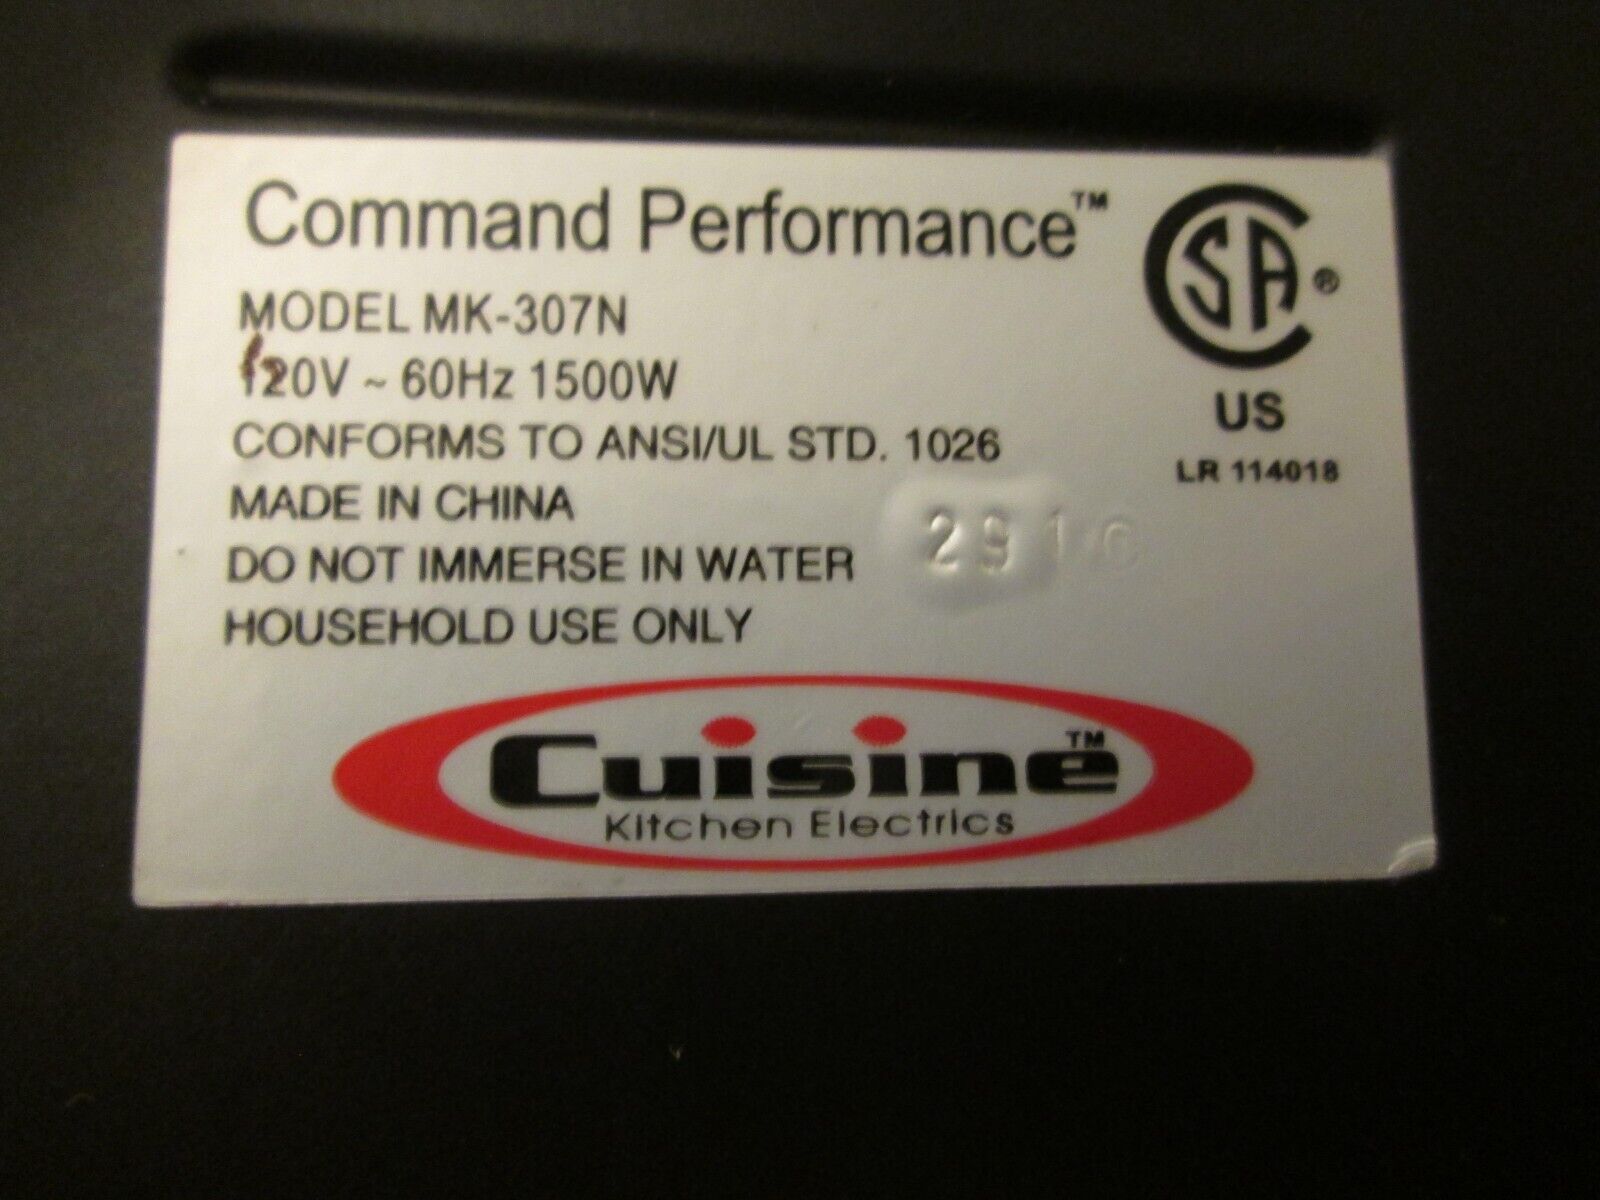 Command Performance™
MODEL MK-307N
120V ~ 60Hz 1500W
CONFORMS TO ANSI/UL STD. 1026
MADE IN CHINA
DO NOT IMMERSE IN WATER
HOUSEHOLD USE ONLY
SA®
US
LR 114018
Cuisine™
Kitchen Electrics